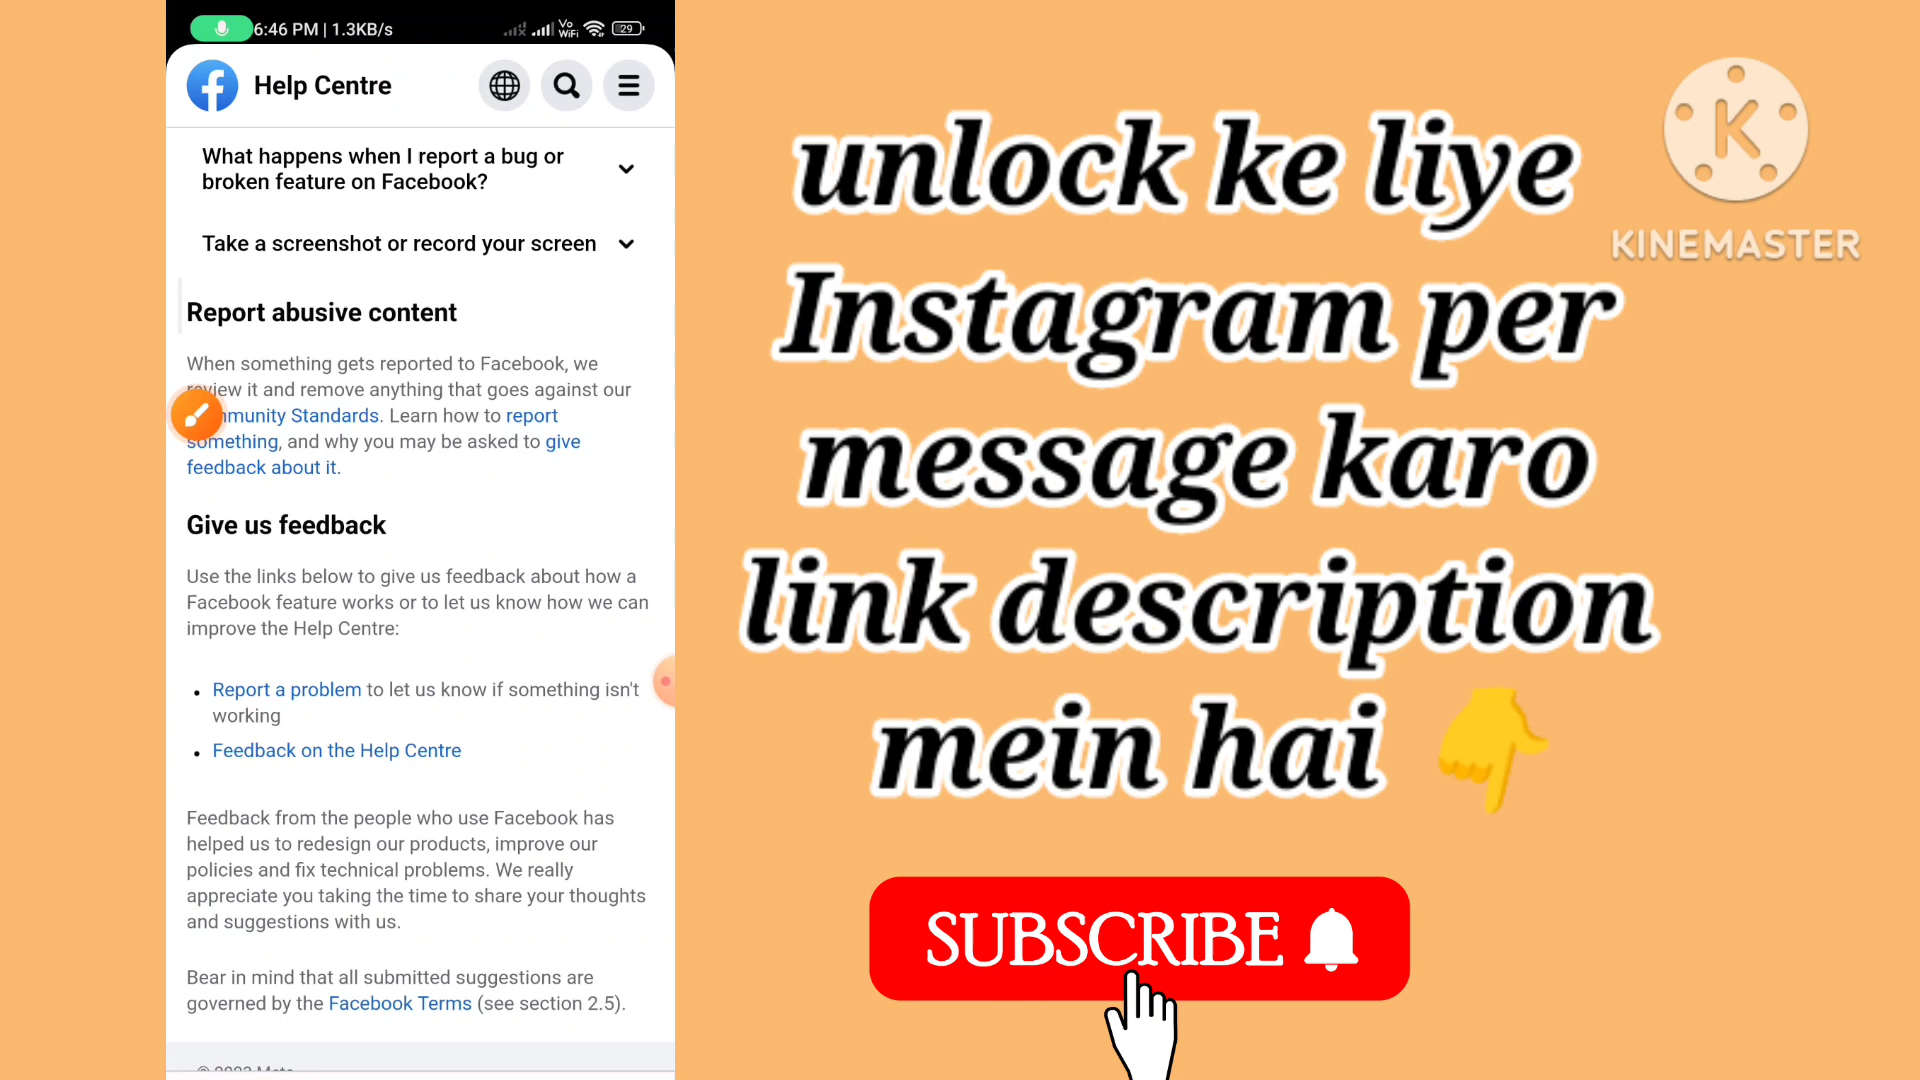 6:46 PM | 1.3KB/s
Vo
WiFi
29
Help Centre
What happens when I report a bug or
broken feature on Facebook?
Take a screenshot or record your screen
Report abusive content
When something gets reported to Facebook, we
review it and remove anything that goes against our
mmunity Standards. Learn how to report
something, and why you may be asked to give
feedback about it.
Give us feedback
Use the links below to give us feedback about how a
Facebook feature works or to let us know how we can
improve the Help Centre:
• Report a problem to let us know if something isn't
working
• Feedback on the Help Centre
Feedback from the people who use Facebook has
helped us to redesign our products, improve our
policies and fix technical problems. We really
appreciate you taking the time to share your thoughts
and suggestions with us.
Bear in mind that all submitted suggestions are
governed by the Facebook Terms (see section 2.5).
unlock ke liye
Instagram per
message karo
link description
mein hai
SUBSCRIBE
K
KINEMASTER